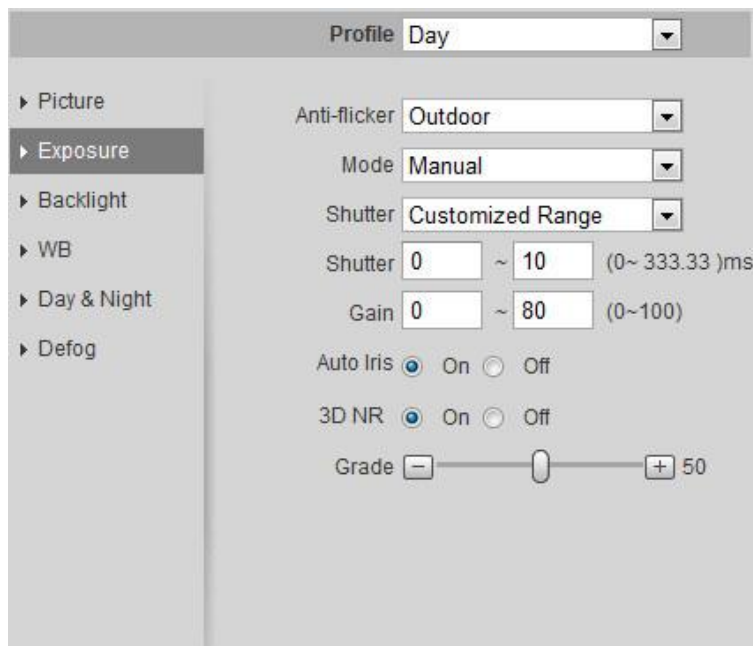 Profile Day
Picture
Exposure
Backlight
WB
Day & Night
Defog
Anti-flicker Outdoor
Mode Manual
Shutter Customized Range
Shutter 0 ~ 10 (0~ 333.33 )ms
Gain 0 ~ 80 (0~100)
Auto Iris On Off
3D NR On Off
Grade − + 50